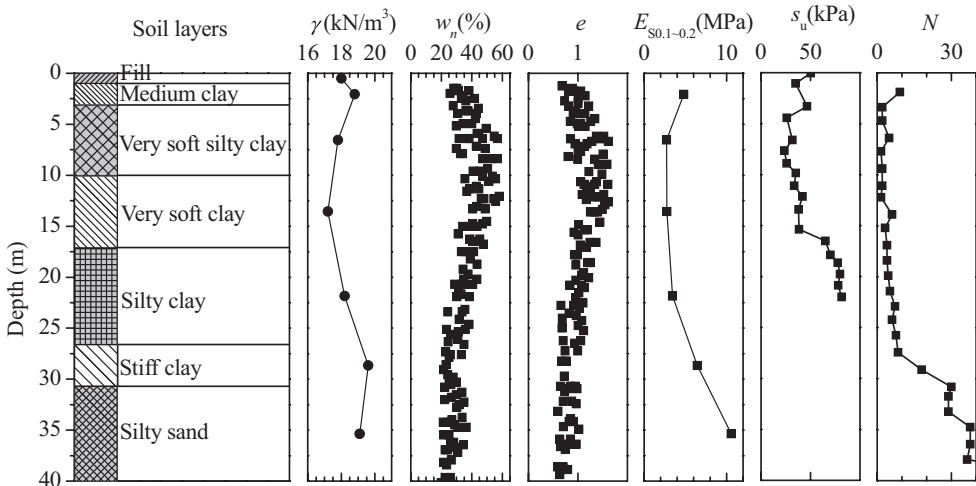 Soil layers
γ(kN/m³)
wₙ(%)
e
E_S0.1~0.2(MPa)
s_u(kPa)
N
16 18 20
0 20 40 60
0 1
0 10
0 50
0 30
Depth (m)
0
5
10
15
20
25
30
35
40
Fill
Medium clay
Very soft silty clay
Very soft clay
Silty clay
Stiff clay
Silty sand